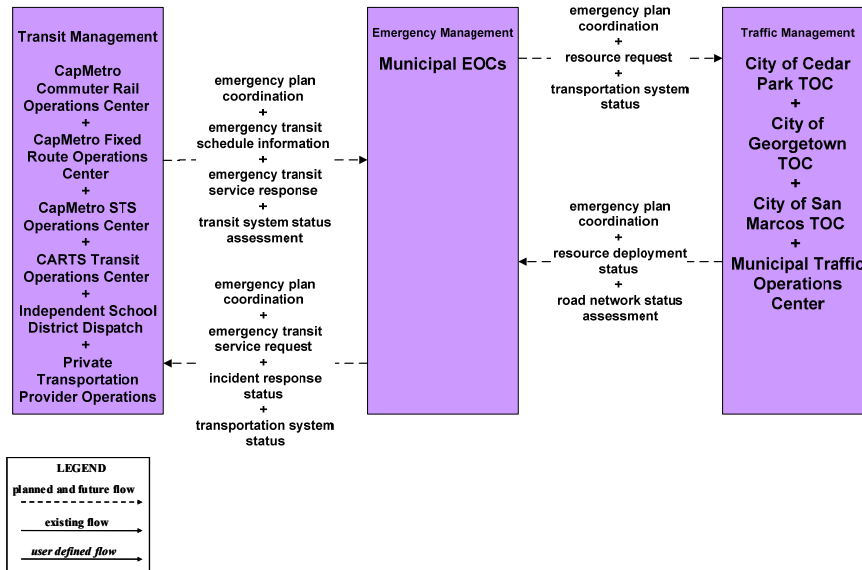 Transit Management
CapMetro
Commuter Rail
Operations Center
+
CapMetro Fixed
Route Operations
Center
+
CapMetro STS
Operations Center
+
CARTS Transit
Operations Center
+
Independent School
District Dispatch
+
Private
Transportation
Provider Operations
emergency plan
coordination
+
emergency transit
schedule information
+
emergency transit
service response
+
transit system status
assessment
emergency plan
coordination
+
emergency transit
service request
+
incident response
status
+
transportation system
status
Emergency Management
Municipal EOCs
emergency plan
coordination
+
resource request
+
transportation system
status
emergency plan
coordination
+
resource deployment
status
+
road network status
assessment
Traffic Management
City of Cedar
Park TOC
+
City of
Georgetown
TOC
+
City of San
Marcos TOC
+
Municipal Traffic
Operations
Center
LEGEND
planned and future flow
existing flow
user defined flow